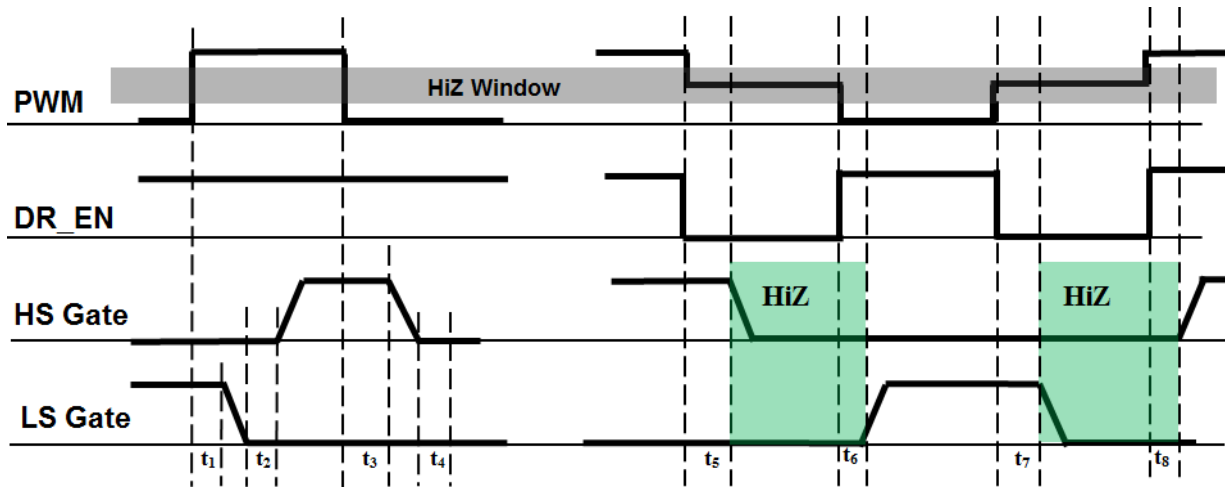 HiZ Window
PWM
DR_EN
HS Gate
HiZ
HiZ
LS Gate
t1 t2 t3 t4 t5 t6 t7 t8